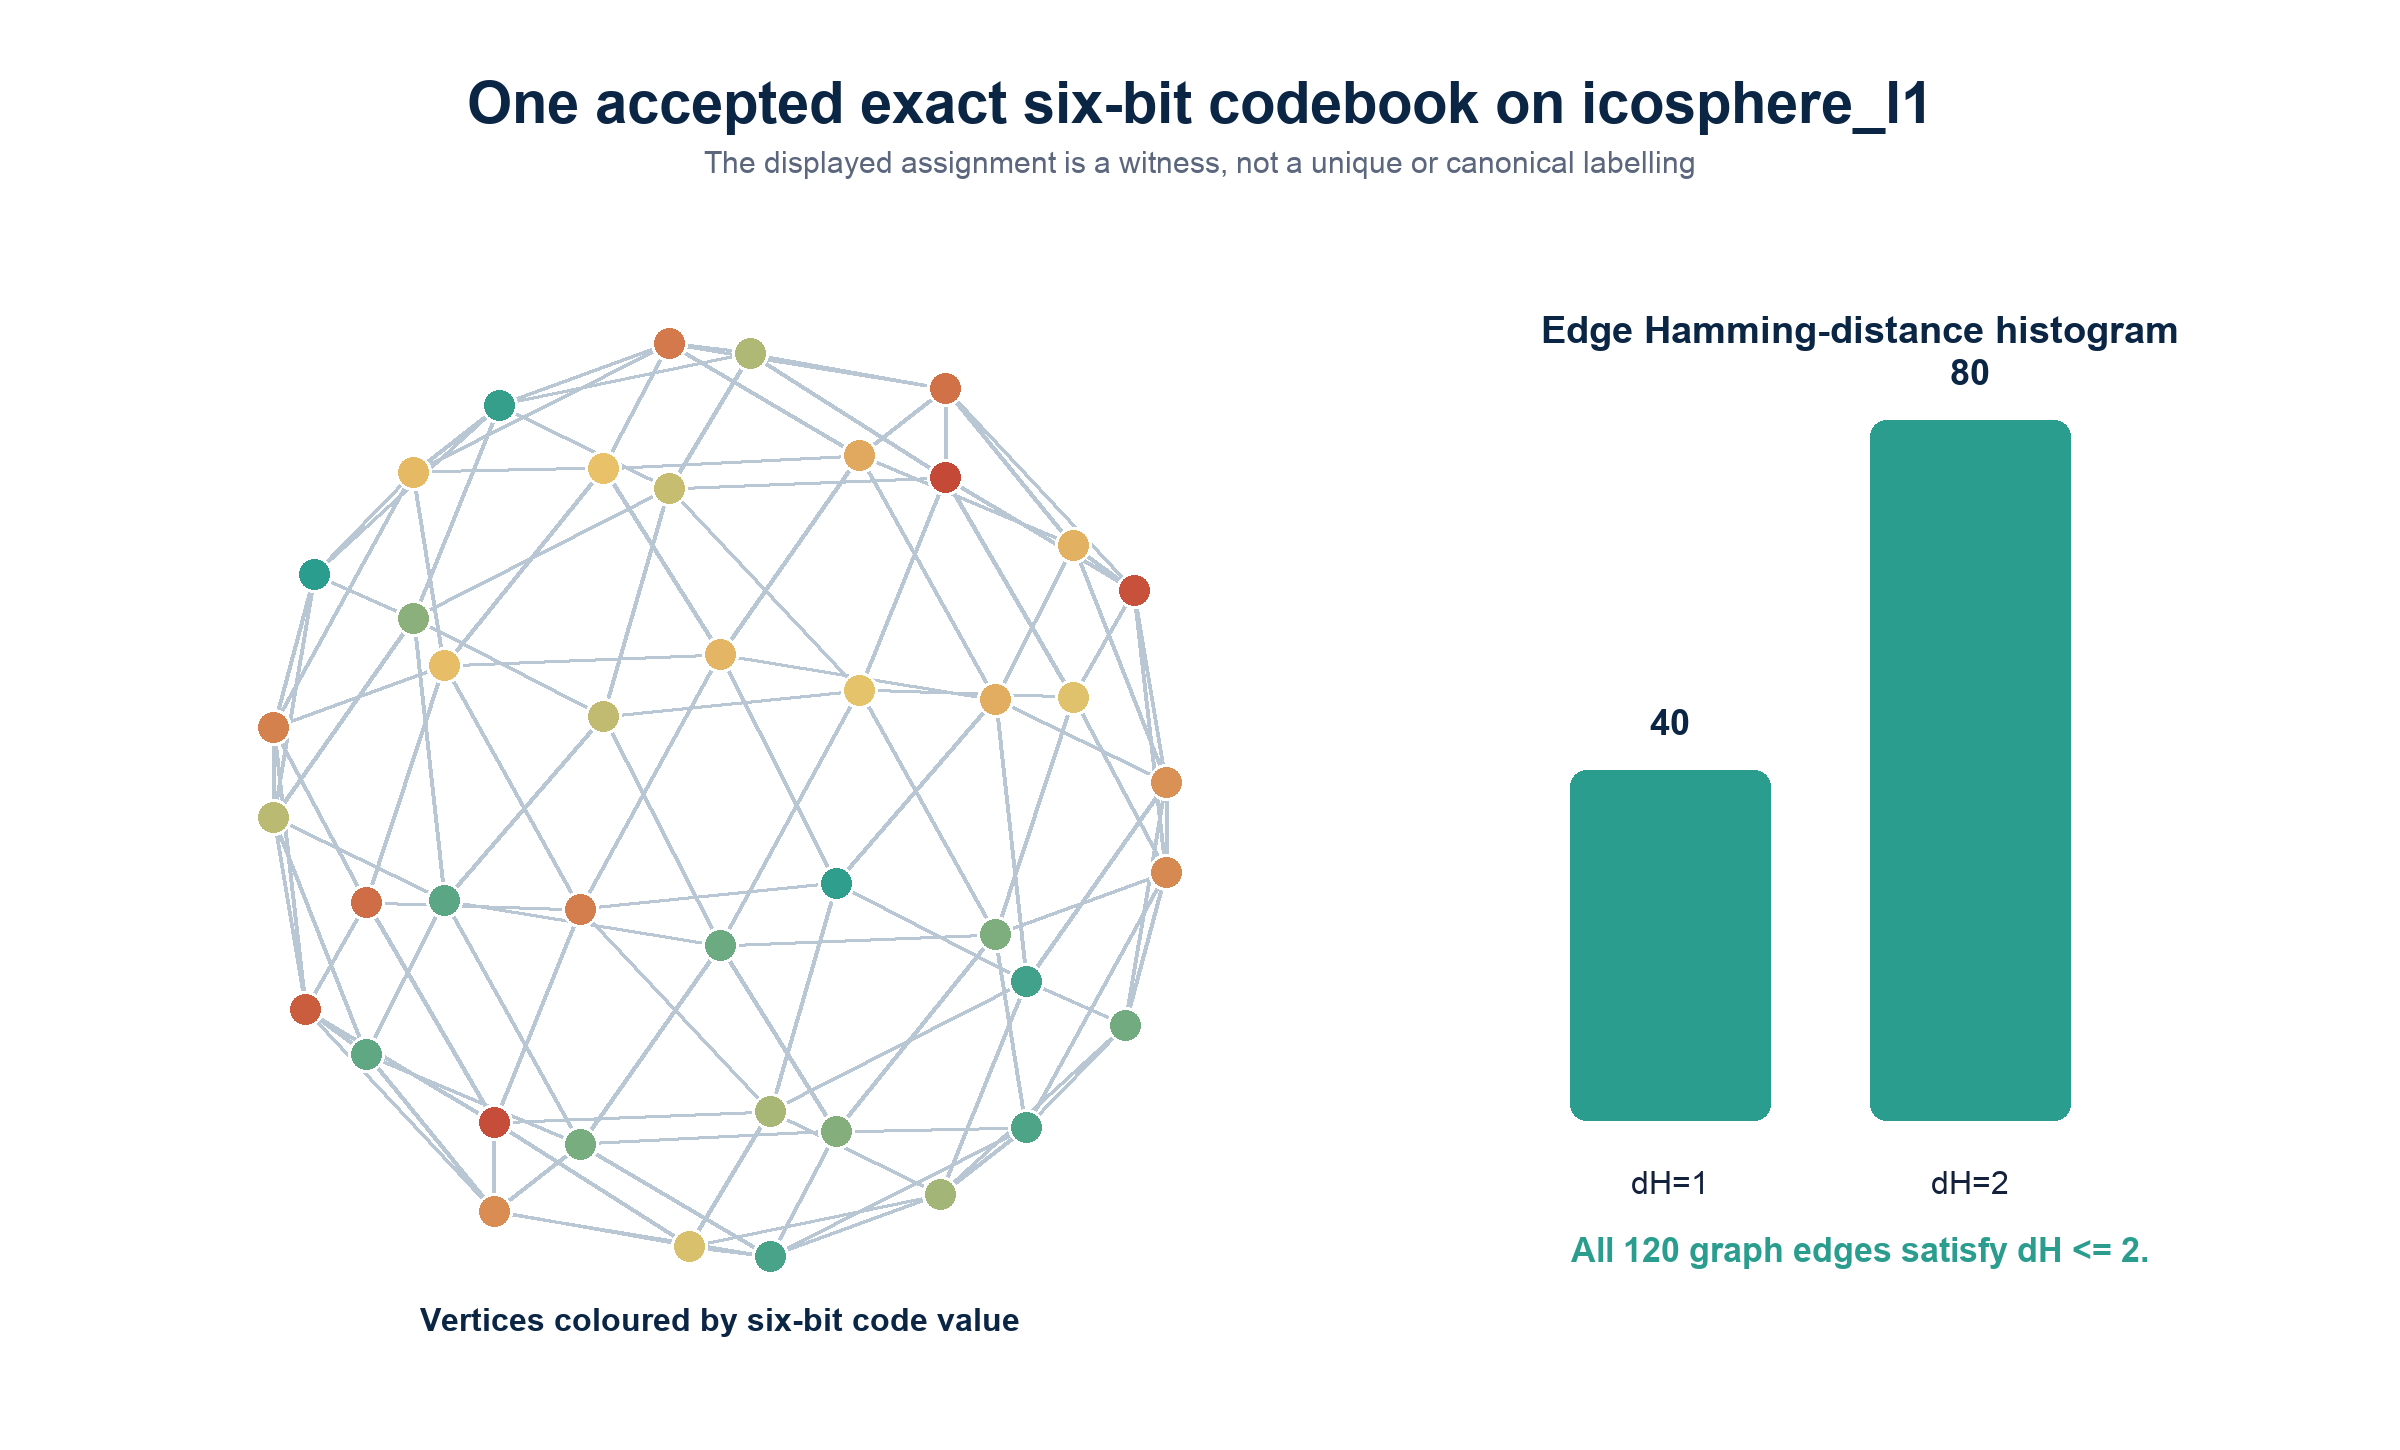 One accepted exact six-bit codebook on icosphere_l1
The displayed assignment is a witness, not a unique or canonical labelling
Edge Hamming-distance histogram
80
40
dH=1
dH=2
All 120 graph edges satisfy dH <= 2.
Vertices coloured by six-bit code value